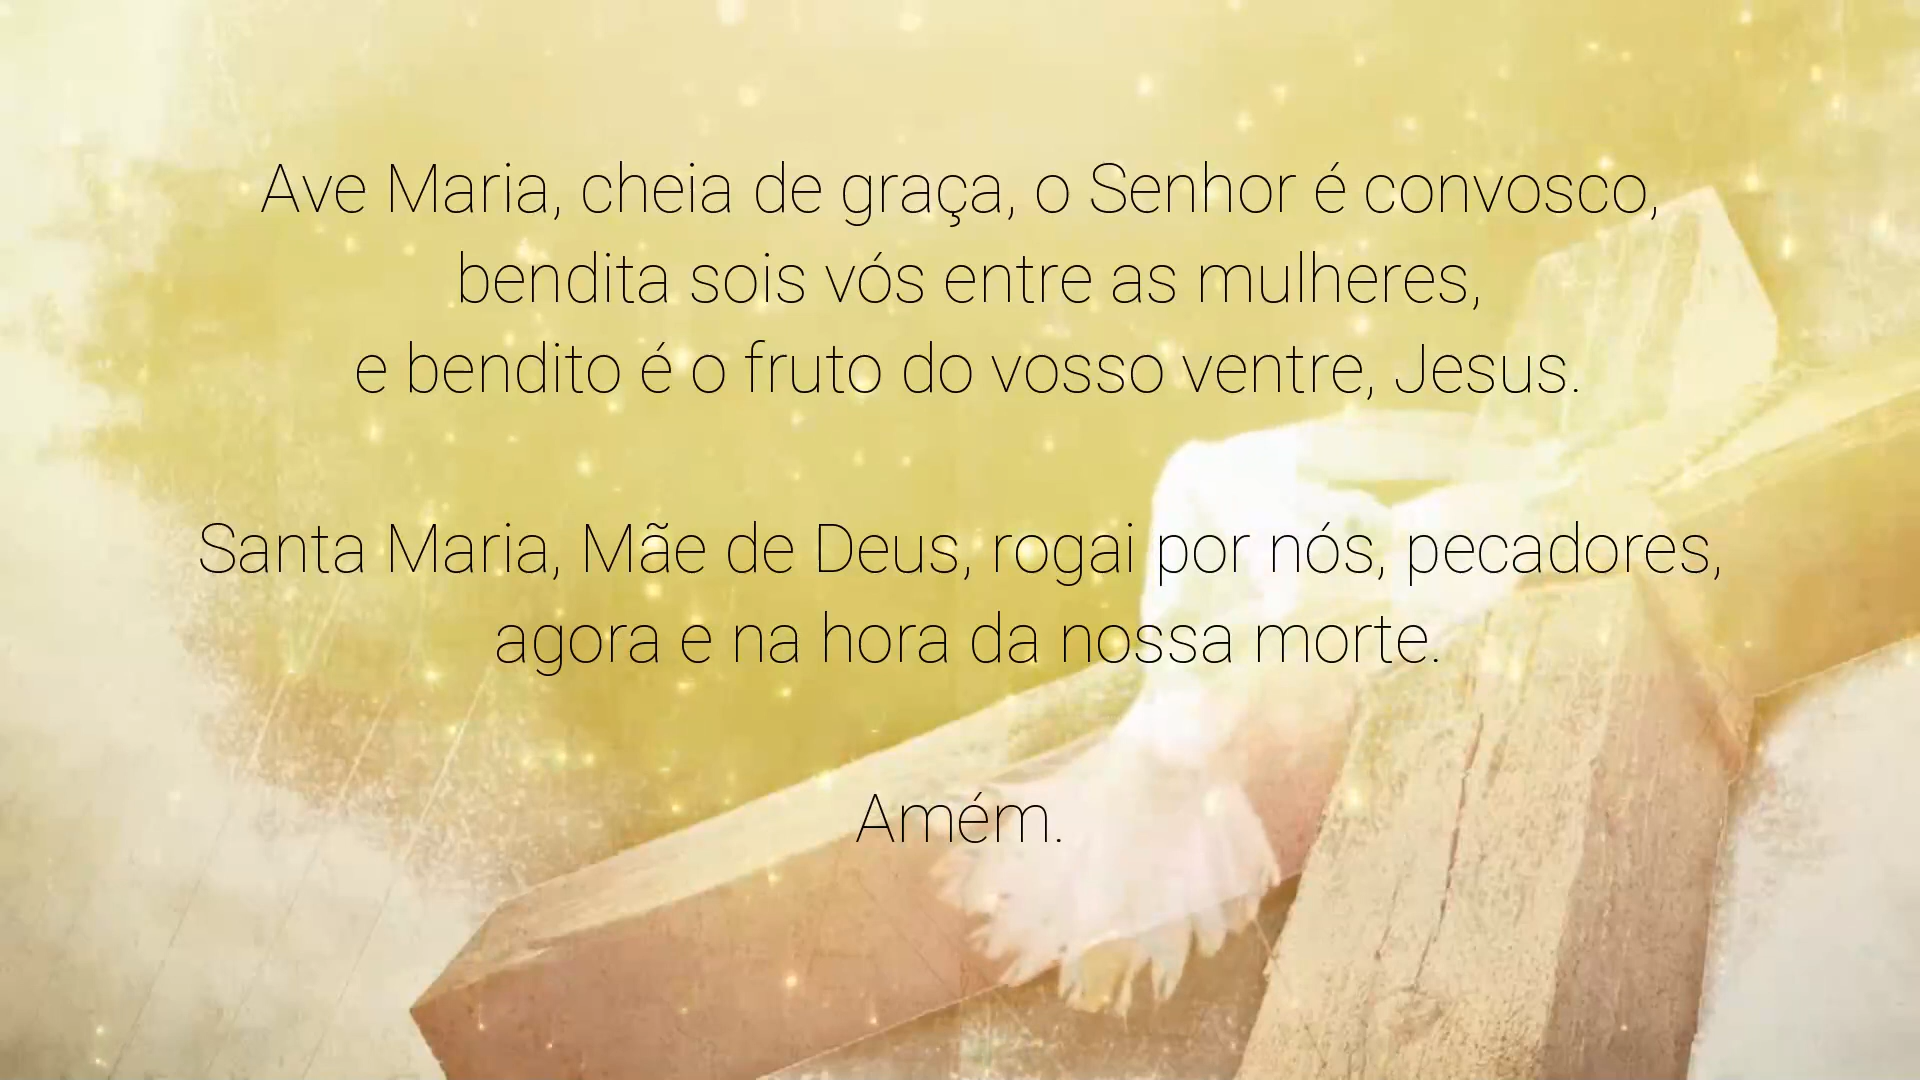 Ave Maria, cheia de graça, o Senhor é convosco,
bendita sois vós entre as mulheres,
e bendito é o fruto do vosso ventre, Jesus.
Santa Maria, Mãe de Deus, rogai por nós, pecadores,
agora e na hora da nossa morte.
Amém.